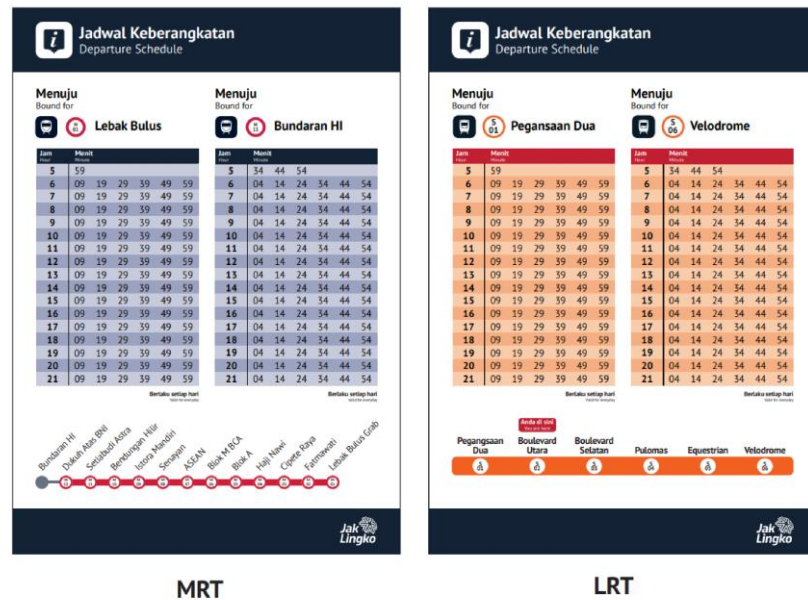 Jadwal Keberangkatan
Departure Schedule
Menuju
Bound for
Lebak Bulus
Jam Menit
Hour Minute
5 59
6 09 19 29 39 49 59
7 09 19 29 39 49 59
8 09 19 29 39 49 59
9 09 19 29 39 49 59
10 09 19 29 39 49 59
11 09 19 29 39 49 59
12 09 19 29 39 49 59
13 09 19 29 39 49 59
14 09 19 29 39 49 59
15 09 19 29 39 49 59
16 09 19 29 39 49 59
17 09 19 29 39 49 59
18 09 19 29 39 49 59
19 09 19 29 39 49 59
20 09 19 29 39 49 59
21 09 19 29 39 49 59
Menuju
Bound for
Bundaran HI
Jam Menit
Hour Minute
5 34 44 54
6 04 14 24 34 44 54
7 04 14 24 34 44 54
8 04 14 24 34 44 54
9 04 14 24 34 44 54
10 04 14 24 34 44 54
11 04 14 24 34 44 54
12 04 14 24 34 44 54
13 04 14 24 34 44 54
14 04 14 24 34 44 54
15 04 14 24 34 44 54
16 04 14 24 34 44 54
17 04 14 24 34 44 54
18 04 14 24 34 44 54
19 04 14 24 34 44 54
20 04 14 24 34 44 54
21 04 14 24 34 44 54
Berlaku setiap hari
Valid for everyday
Bundaran HI
Dukuh Atas BNI
Setiabudi Astra
Bendungan Hilir
Istora Mandiri
Senayan
ASEAN
Blok M BCA
Blok A
Haji Nawi
Cipete Raya
Fatmawati
Lebak Bulus Grab
Jak
Lingko
MRT
Jadwal Keberangkatan
Departure Schedule
Menuju
Bound for
S 01 Pegansaan Dua
Jam Menit
Hour Minute
5 59
6 09 19 29 39 49 59
7 09 19 29 39 49 59
8 09 19 29 39 49 59
9 09 19 29 39 49 59
10 09 19 29 39 49 59
11 09 19 29 39 49 59
12 09 19 29 39 49 59
13 09 19 29 39 49 59
14 09 19 29 39 49 59
15 09 19 29 39 49 59
16 09 19 29 39 49 59
17 09 19 29 39 49 59
18 09 19 29 39 49 59
19 09 19 29 39 49 59
20 09 19 29 39 49 59
21 09 19 29 39 49 59
Berlaku setiap hari
Valid for everyday
Menuju
Bound for
S 06 Velodrome
Jam Menit
Hour Minute
5 34 44 54
6 04 14 24 34 44 54
7 04 14 24 34 44 54
8 04 14 24 34 44 54
9 04 14 24 34 44 54
10 04 14 24 34 44 54
11 04 14 24 34 44 54
12 04 14 24 34 44 54
13 04 14 24 34 44 54
14 04 14 24 34 44 54
15 04 14 24 34 44 54
16 04 14 24 34 44 54
17 04 14 24 34 44 54
18 04 14 24 34 44 54
19 04 14 24 34 44 54
20 04 14 24 34 44 54
21 04 14 24 34 44 54
Berlaku setiap hari
Valid for everyday
Anda di sini
You are here
Pegangsaan
Dua
Boulevard
Utara
Boulevard
Selatan
Pulomas
Equestrian
Velodrome
Jak
Lingko
LRT